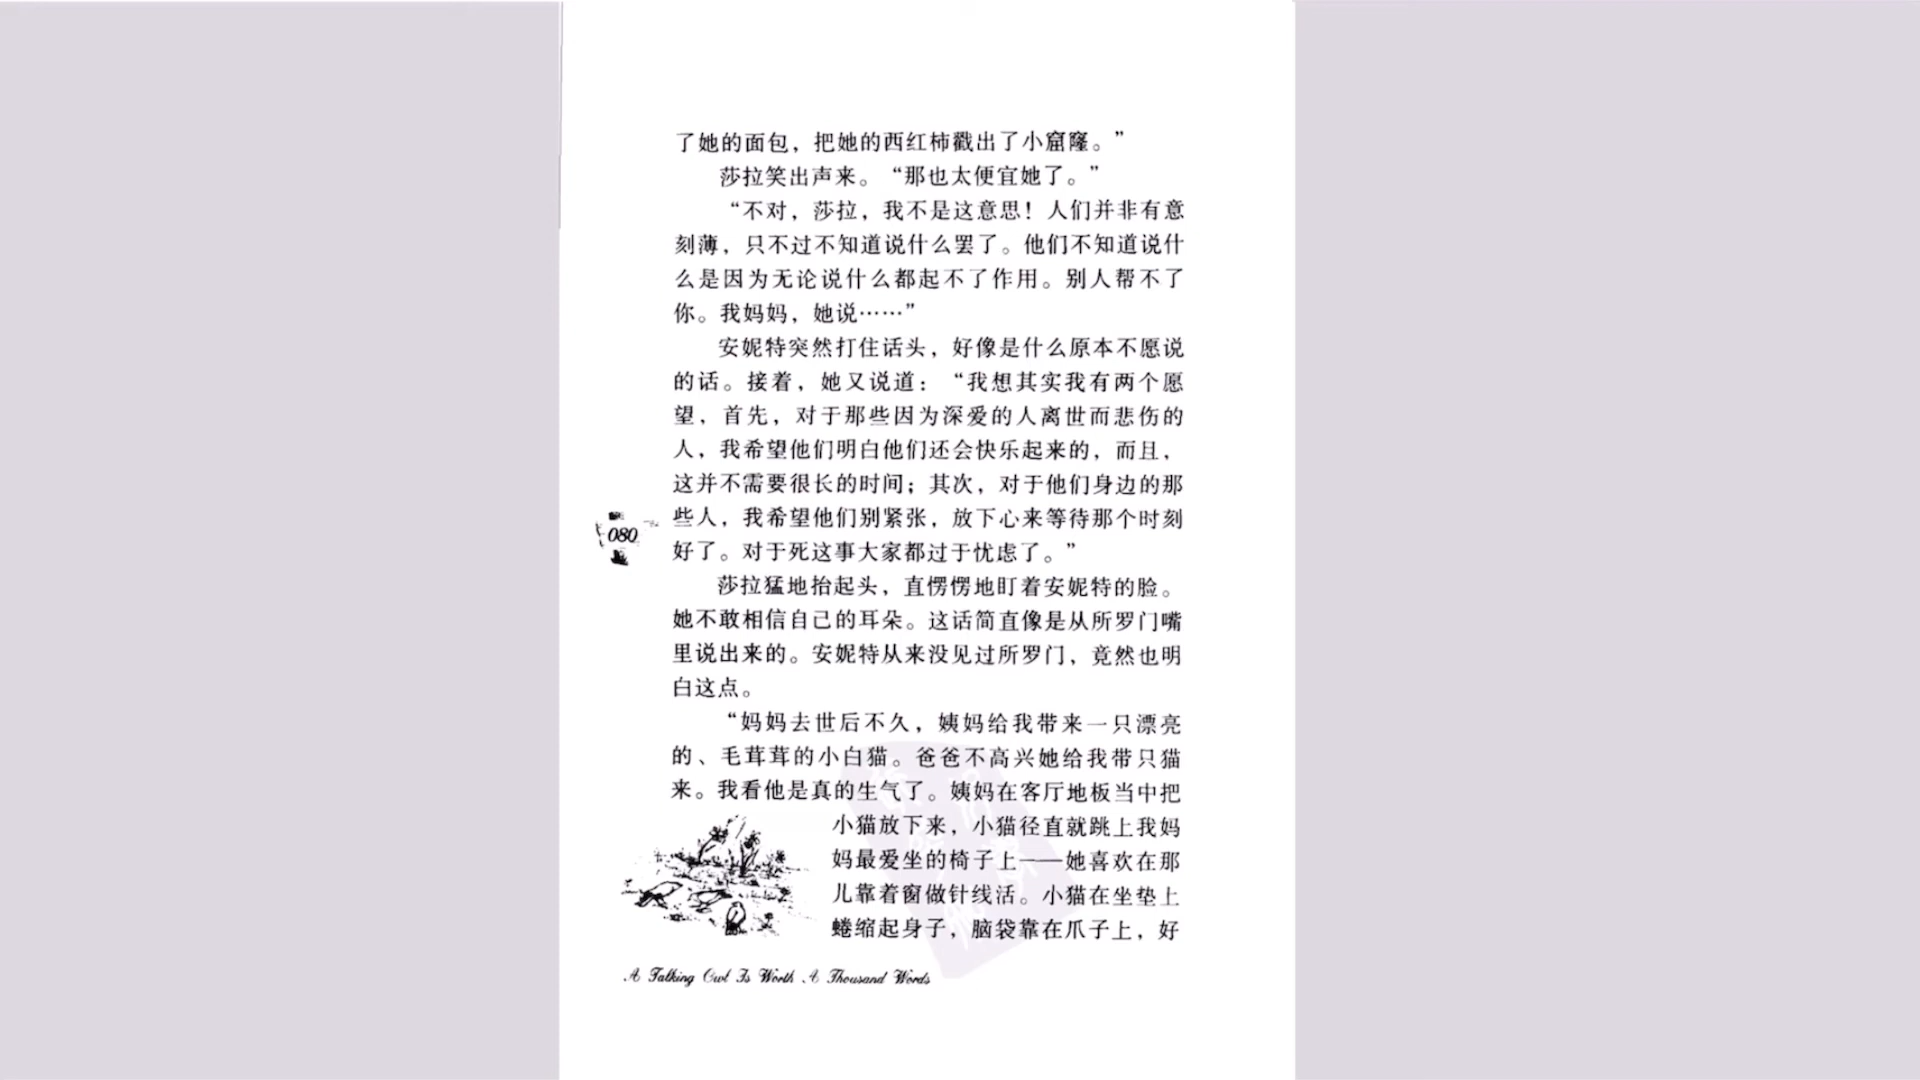 了她的面包，把她的西红柿戳出了小窟窿。”
莎拉笑出声来。“那也太便宜她了。”
“不对，莎拉，我不是这意思！人们并非有意
刻薄，只不过不知道说什么罢了。他们不知道说什
么是因为无论说什么都起不了作用。别人帮不了
你。我妈妈，她说……”
安妮特突然打住话头，好像是什么原本不愿说
的话。接着，她又说道：“我想其实我有两个愿
望，首先，对于那些因为深爱的人离世而悲伤的
人，我希望他们明白他们还会快乐起来的，而且，
这并不需要很长的时间；其次，对于他们身边的那
些人，我希望他们别紧张，放下心来等待那个时刻
080
好了。对于死这事大家都过于忧虑了。”
莎拉猛地抬起头，直愣愣地盯着安妮特的脸。
她不敢相信自己的耳朵。这话简直像是从所罗门嘴
里说出来的。安妮特从来没见过所罗门，竟然也明
白这点。
“妈妈去世后不久，姨妈给我带来一只漂亮
的、毛茸茸的小白猫。爸爸不高兴她给我带只猫
来。我看他是真的生气了。姨妈在客厅地板当中把
小猫放下来，小猫径直就跳上我妈
妈最爱坐的椅子上——她喜欢在那
儿靠着窗做针线活。小猫在坐垫上
蜷缩起身子，脑袋靠在爪子上，好
A Talking Owl Is Worth A Thousand Words